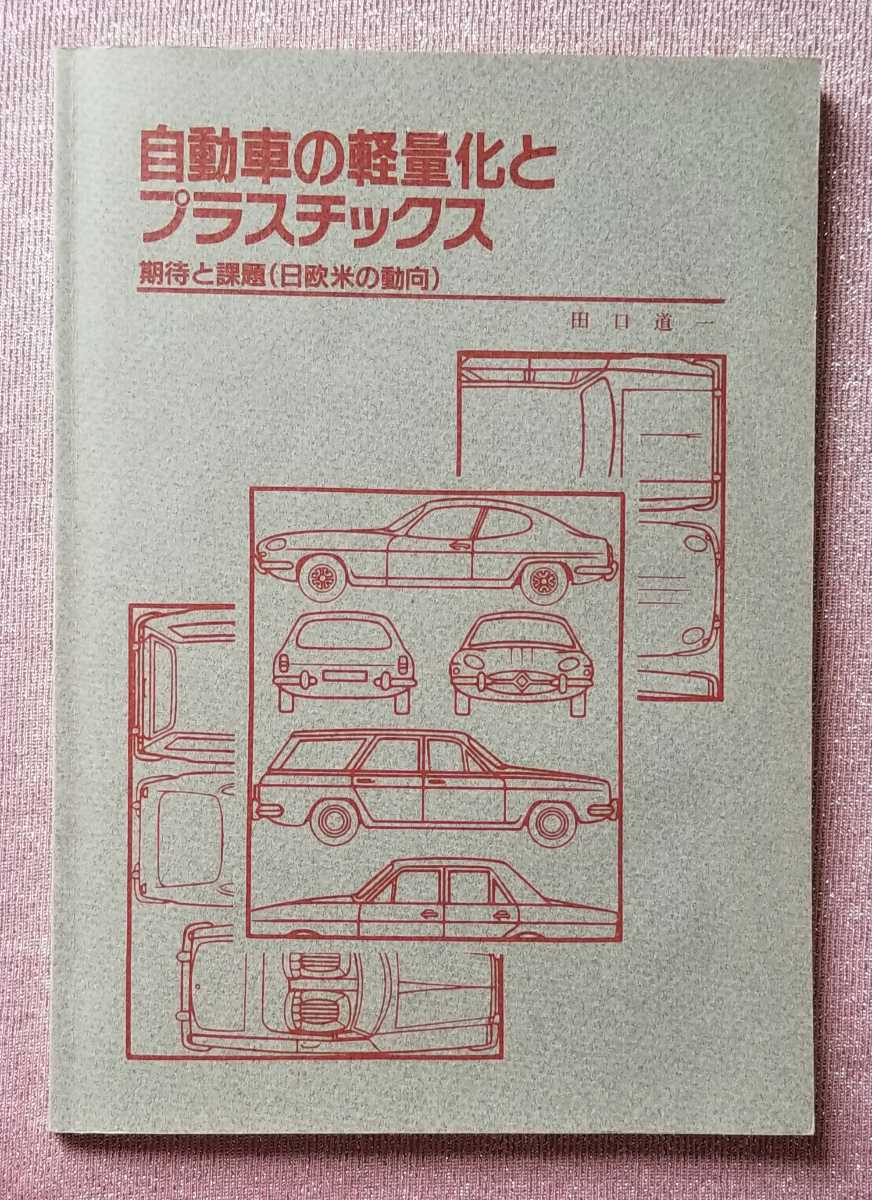 自動車の軽量化と
プラスチックス
期待と課題(日欧米の動向)
田口道一